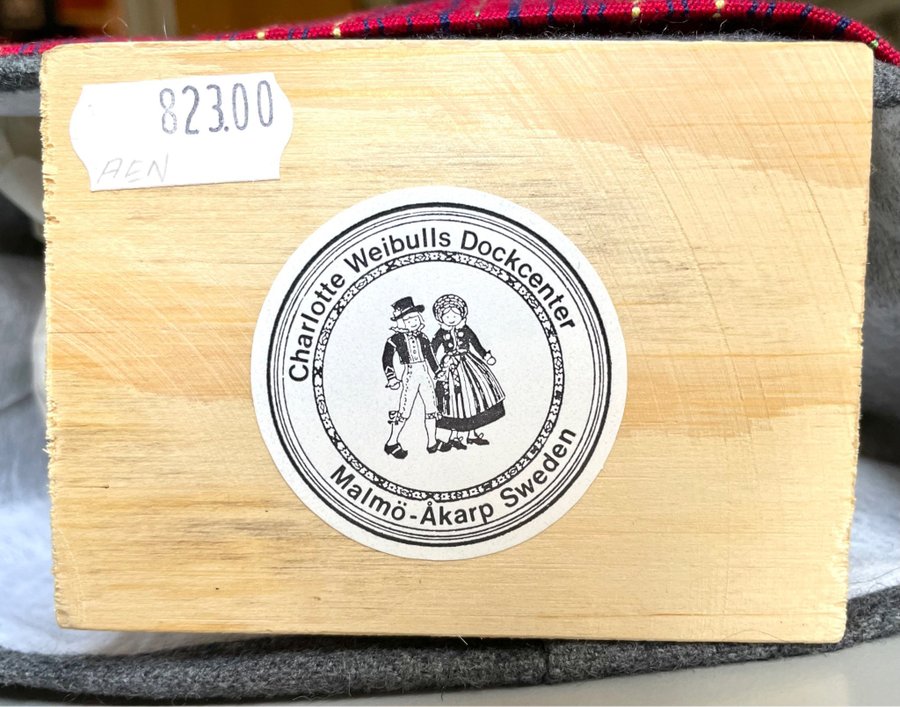 823.00
AEN
Charlotte Weibulls Dockcenter
Malmö-Åkarp Sweden